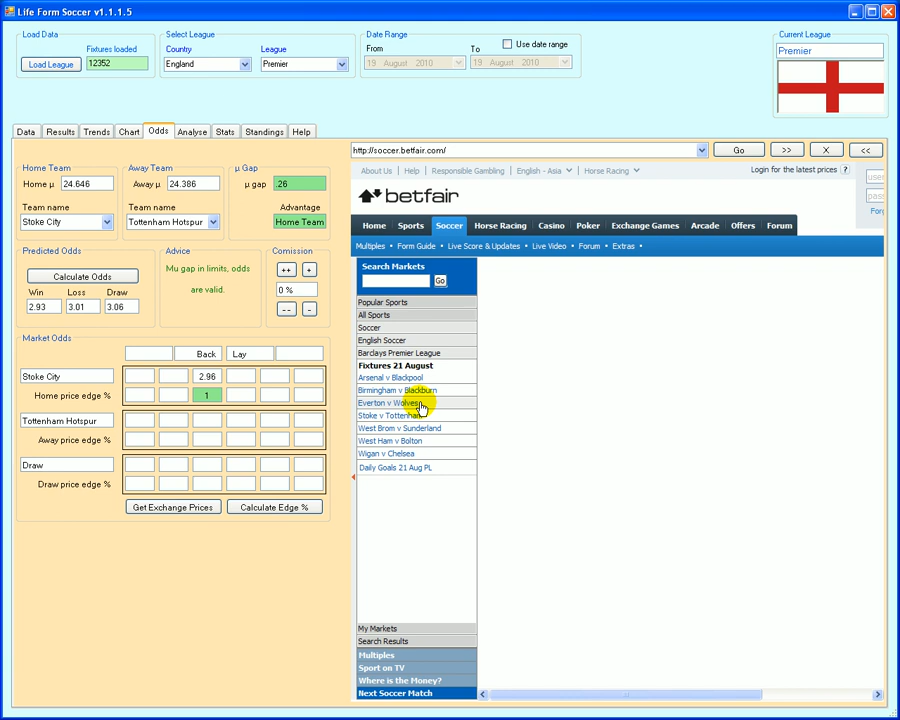 Life Form Soccer v1.1.1.5
Load Data
Load League
Fixtures loaded
12352
Select League
Country
England
League
Premier
Date Range
From
19 August 2010
To
19 August 2010
Use date range
Current League
Premier
Data Results Trends Chart Odds Analyse Stats Standings Help
Home Team
Home µ 24.646
Team name
Stoke City
Away Team
Away µ 24.386
Team name
Tottenham Hotspur
µ Gap
µ gap .26
Advantage
Home Team
Predicted Odds
Calculate Odds
Win Loss Draw
2.93 3.01 3.06
Advice
Mu gap in limits, odds
are valid.
Comission
++ +
0 %
-- -
Market Odds
Back Lay
Stoke City 2.96
Home price edge % 1
Tottenham Hotspur
Away price edge %
Draw
Draw price edge %
Get Exchange Prices Calculate Edge %
http://soccer.betfair.com/ Go >> X <<
About Us Help Responsible Gambling English - Asia Horse Racing Login for the latest prices ?
betfair
Home Sports Soccer Horse Racing Casino Poker Exchange Games Arcade Offers Forum
Multiples • Form Guide • Live Score & Updates • Live Video • Forum • Extras •
Search Markets
Go
Popular Sports
All Sports
Soccer
English Soccer
Barclays Premier League
Fixtures 21 August
Arsenal v Blackpool
Birmingham v Blackburn
Everton v Wolves
Stoke v Tottenham
West Brom v Sunderland
West Ham v Bolton
Wigan v Chelsea
Daily Goals 21 Aug PL
My Markets
Search Results
Multiples
Sport on TV
Where is the Money?
Next Soccer Match